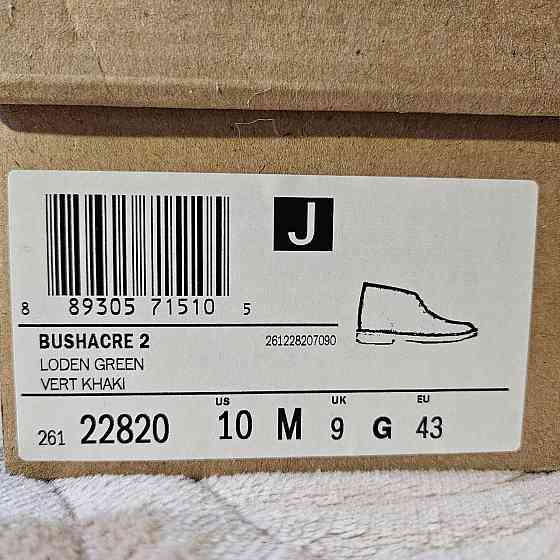 J
8 89305 71510 5
BUSHACRE 2 261228207090
LODEN GREEN
VERT KHAKI
US UK EU
261 22820 10 M 9 G 43